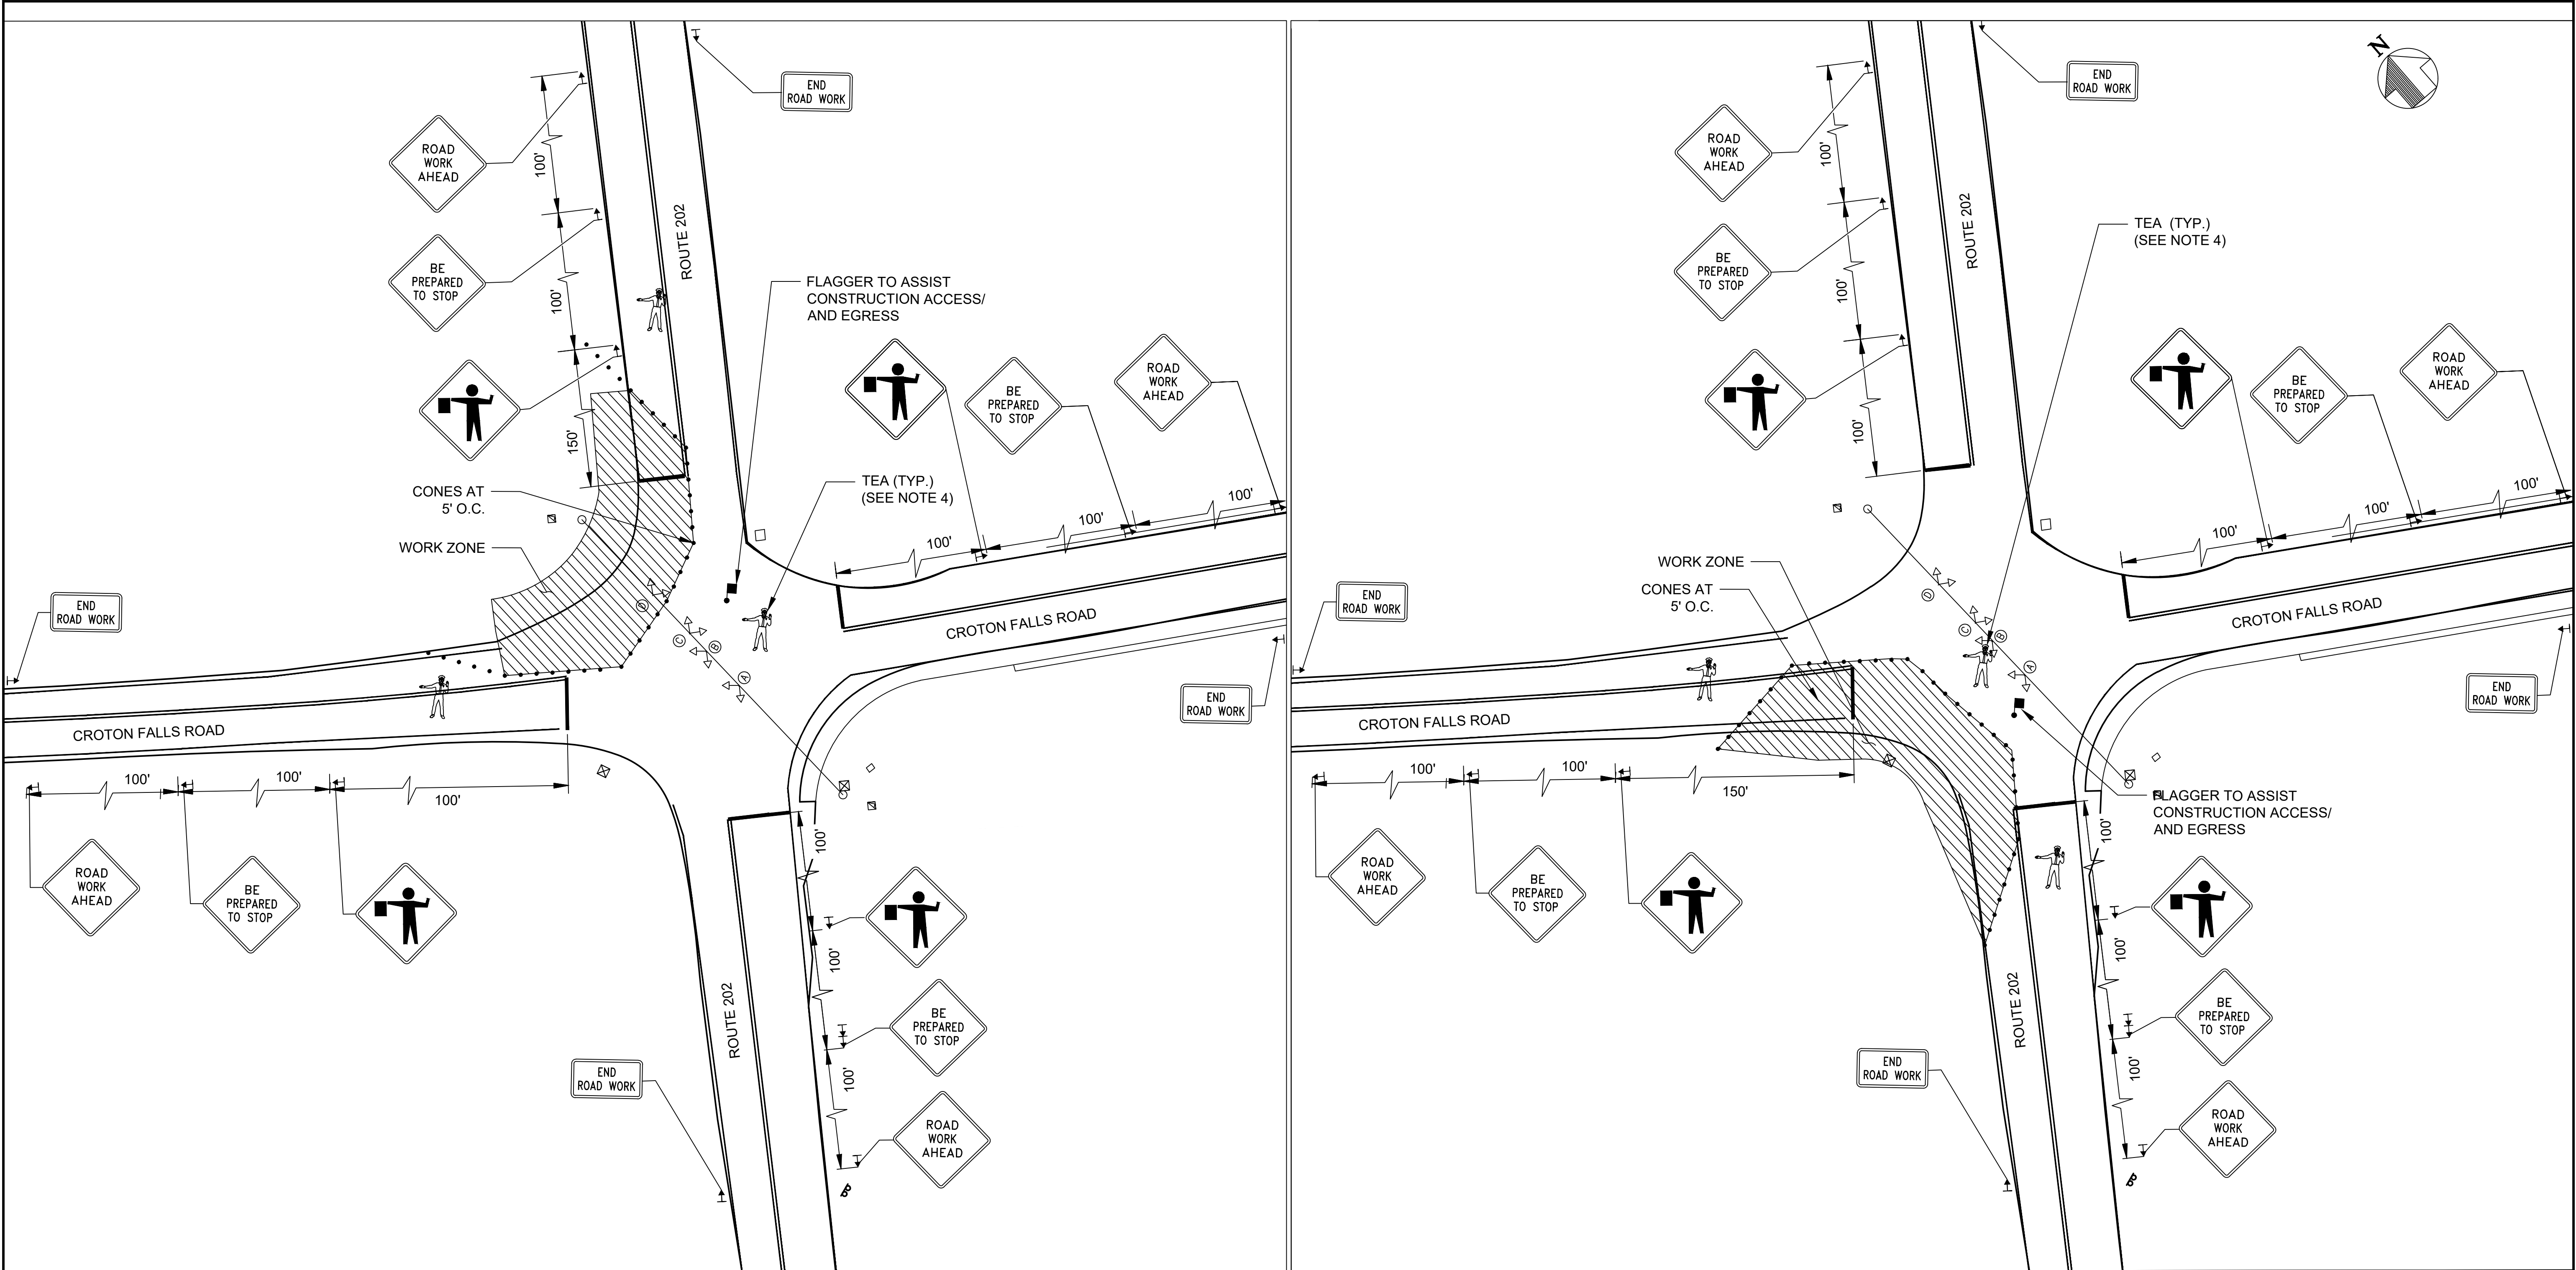 END
ROAD WORK
ROAD
WORK
AHEAD
100'
BE
PREPARED
TO STOP
100'
ROUTE 202
FLAGGER TO ASSIST
CONSTRUCTION ACCESS/
AND EGRESS
150'
ROAD
WORK
AHEAD
BE
PREPARED
TO STOP
CONES AT
5' O.C.
TEA (TYP.)
(SEE NOTE 4)
WORK ZONE
100'
100'
100'
END
ROAD WORK
D
C
B
A
CROTON FALLS ROAD
END
ROAD WORK
CROTON FALLS ROAD
100'
100'
100'
ROAD
WORK
AHEAD
BE
PREPARED
TO STOP
100'
100'
BE
PREPARED
TO STOP
ROUTE 202
100'
END
ROAD WORK
ROAD
WORK
AHEAD
B
N
END
ROAD WORK
ROAD
WORK
AHEAD
100'
BE
PREPARED
TO STOP
100'
ROUTE 202
TEA (TYP.)
(SEE NOTE 4)
100'
BE
PREPARED
TO STOP
ROAD
WORK
AHEAD
100'
100'
100'
WORK ZONE
CONES AT
5' O.C.
END
ROAD WORK
D
C
B
A
CROTON FALLS ROAD
END
ROAD WORK
CROTON FALLS ROAD
100'
100'
150'
FLAGGER TO ASSIST
CONSTRUCTION ACCESS/
AND EGRESS
ROAD
WORK
AHEAD
BE
PREPARED
TO STOP
100'
100'
BE
PREPARED
TO STOP
ROUTE 202
100'
END
ROAD WORK
ROAD
WORK
AHEAD
B